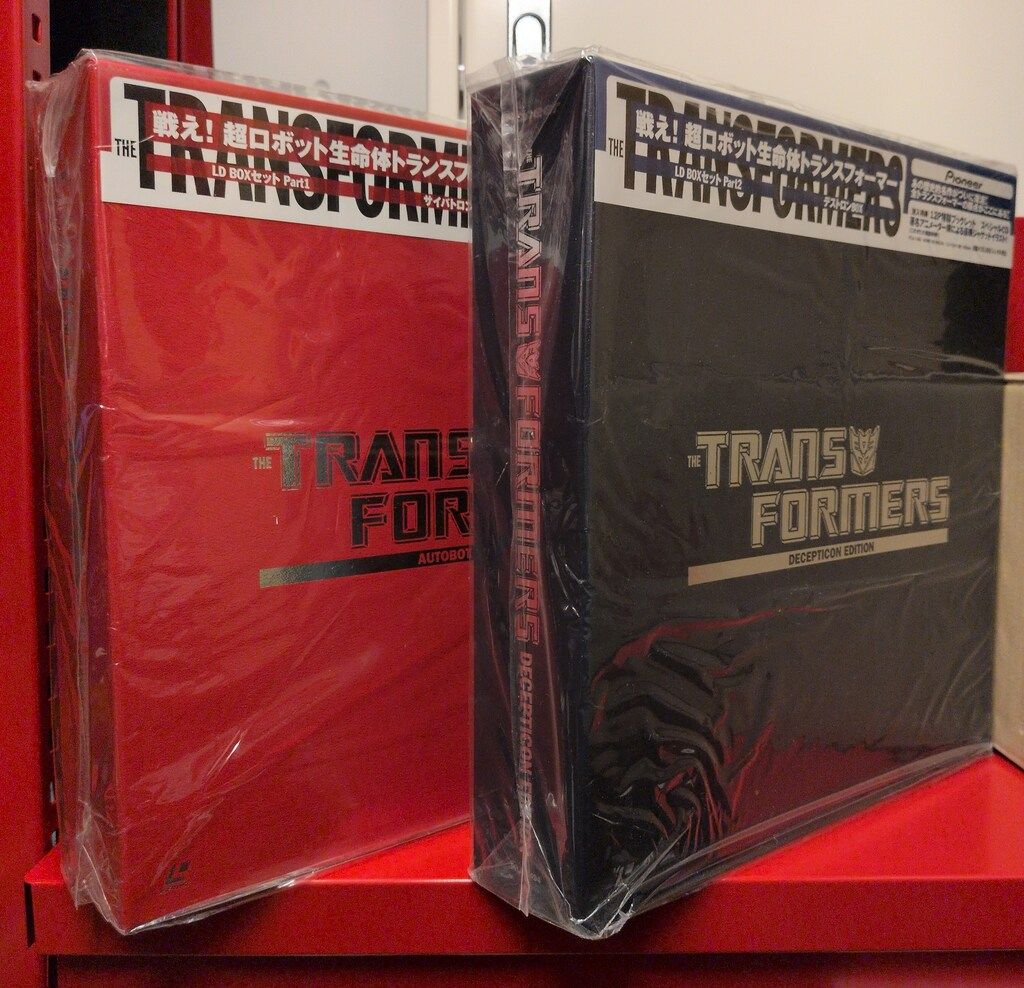 THE TRANSFORM
戦え!超ロボット生命体トランスフ
LD BOXセット Part1
サイバトロン
THE TRANS
FOR
AUTOBOT
THE TRANSFORMERS
戦え!超ロボット生命体トランスフォーマー
LD BOXセット Part2
デストロンBOX
Pioneer
TRANSFORMERS DECEPTICON
THE TRANS
FORMERS
DECEPTICON EDITION